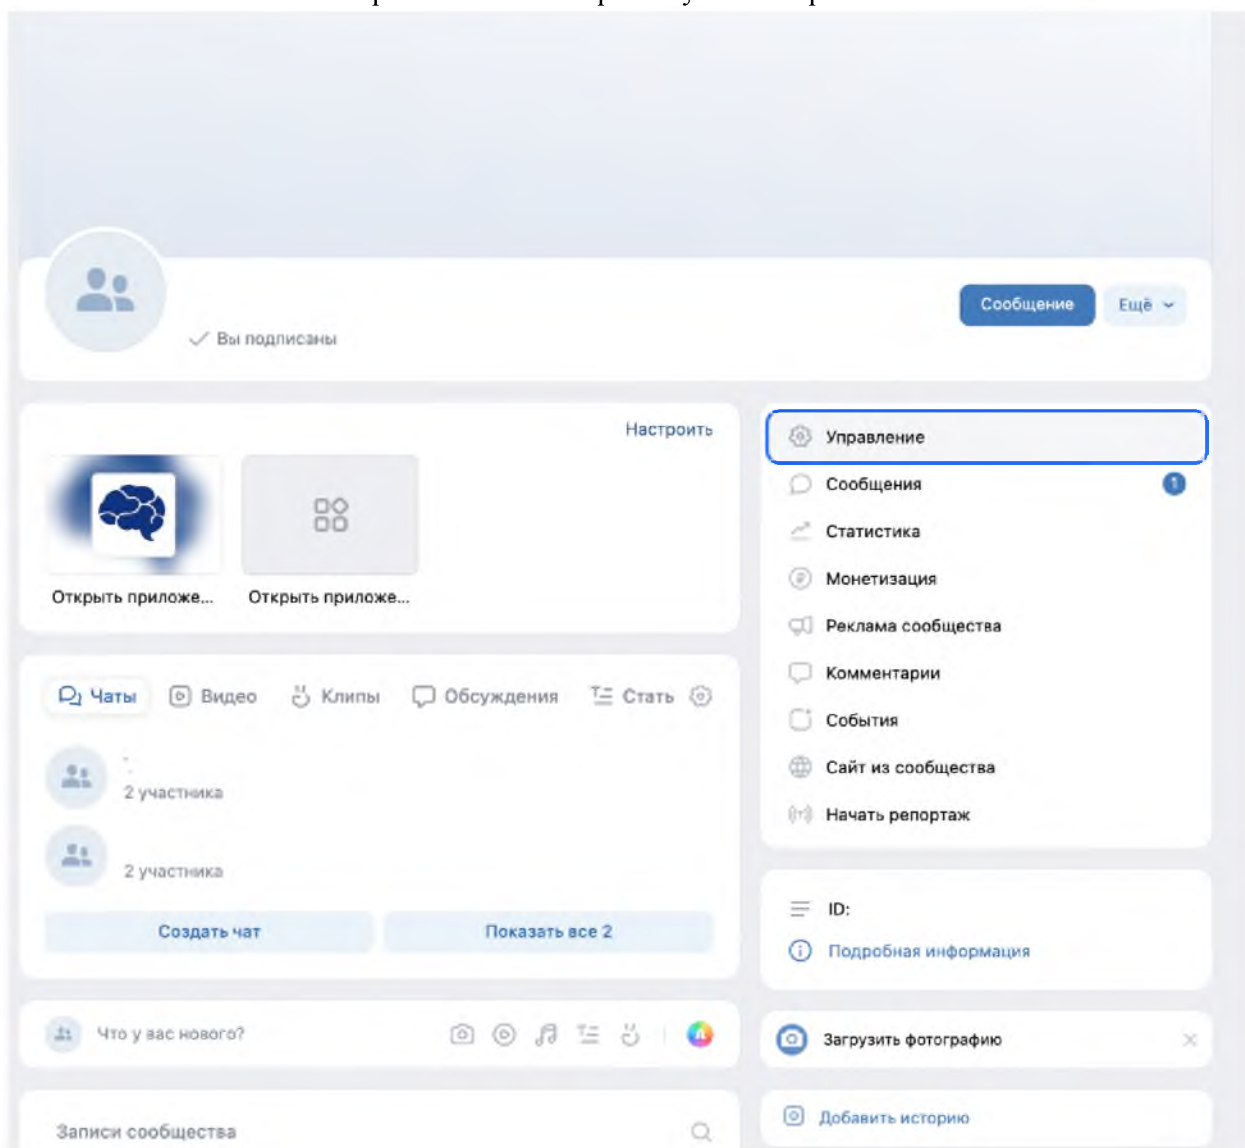 Сообщение
Ещё
Вы подписаны
Настроить
Открыть приложе...
Открыть приложе...
Чаты
Видео
Клипы
Обсуждения
Стать
2 участника
2 участника
Создать чат
Показать все 2
Что у вас нового?
Записи сообщества
Управление
Сообщения
1
Статистика
Монетизация
Реклама сообщества
Комментарии
События
Сайт из сообщества
Начать репортаж
ID:
Подробная информация
Загрузить фотографию
Добавить историю